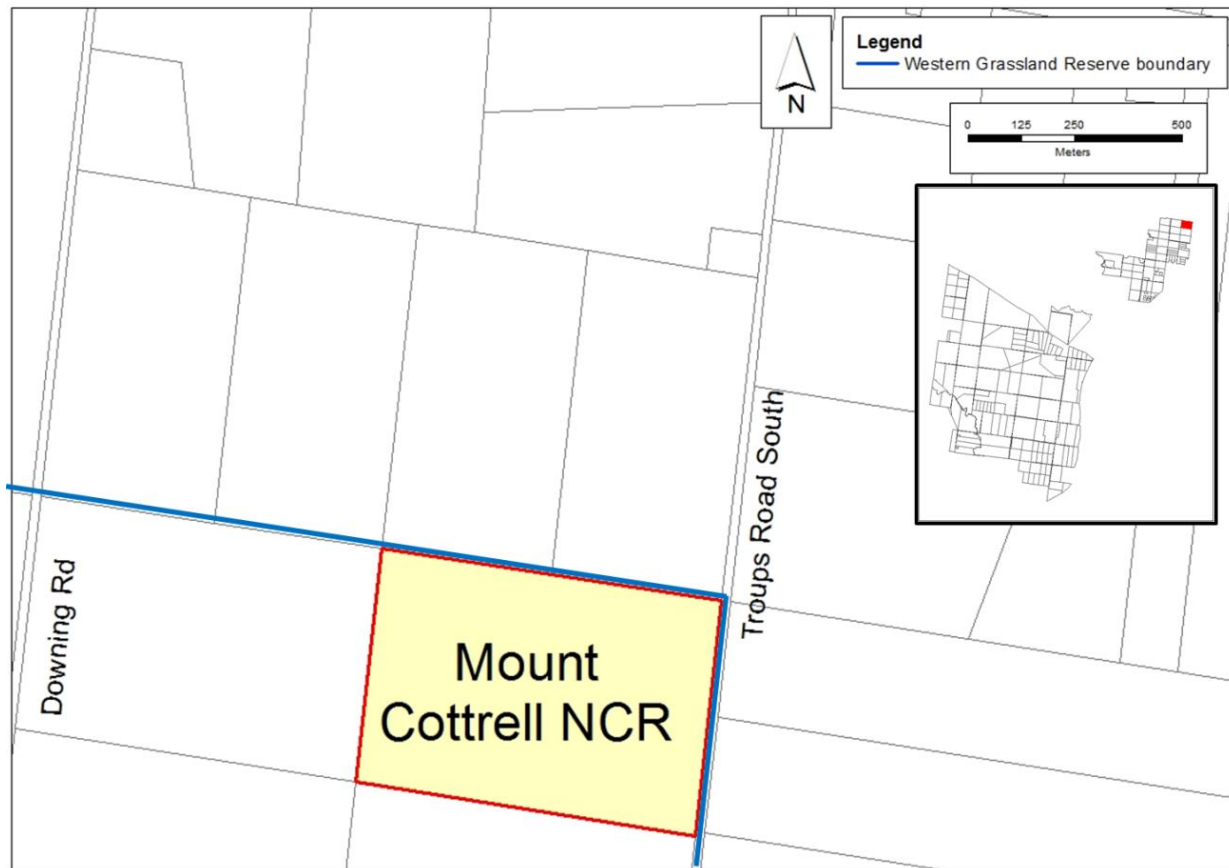 Legend
Western Grassland Reserve boundary
N
0 125 250 500
Meters
Troups Road South
Downing Rd
Mount
Cottrell NCR